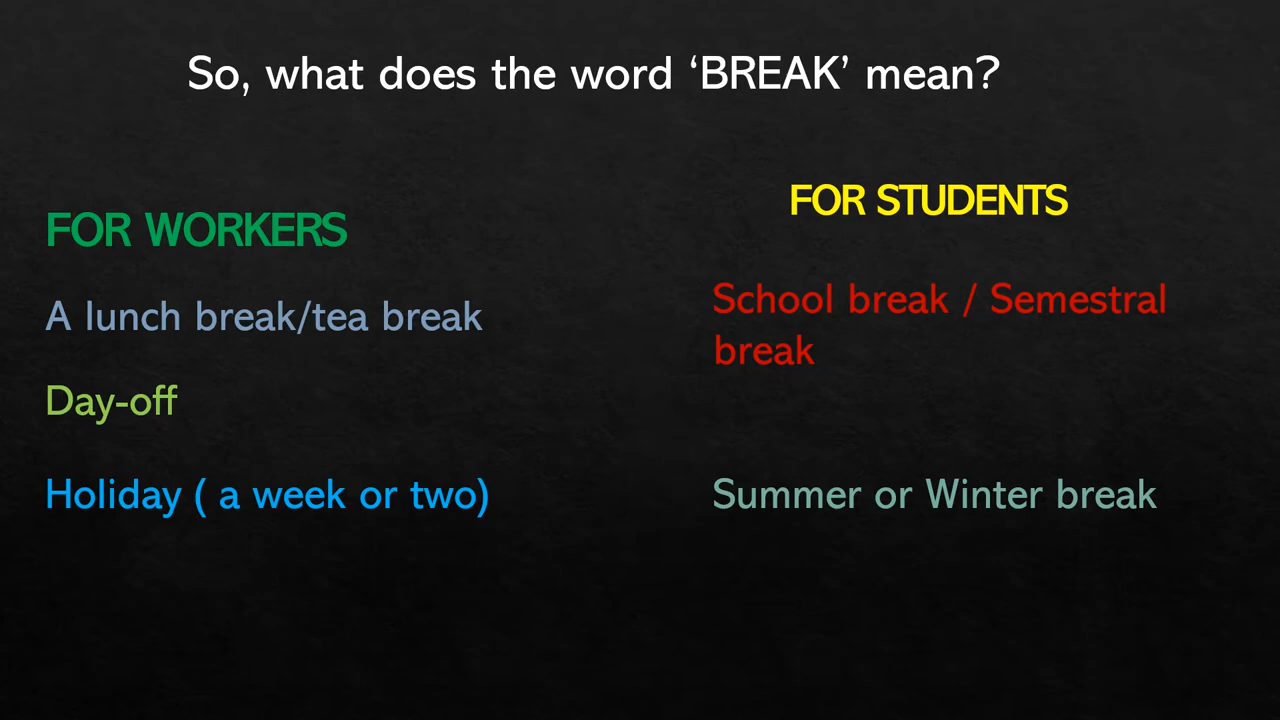 So, what does the word ‘BREAK’ mean?
FOR WORKERS
A lunch break/tea break
Day-off
Holiday ( a week or two)
FOR STUDENTS
School break / Semestral
break
Summer or Winter break